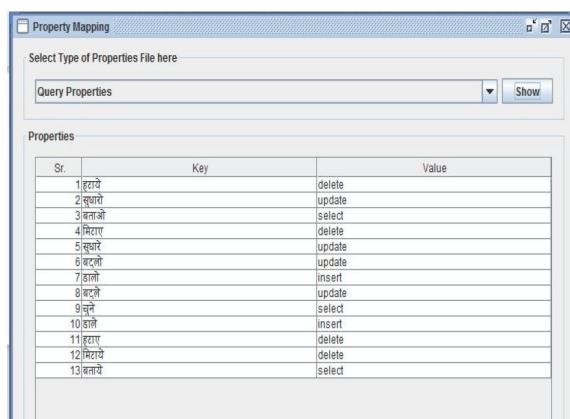 Property Mapping
Select Type of Properties File here
Query Properties Show
Properties
Sr. Key Value
1 हटाये delete
2 सुधारो update
3 बताओ select
4 मिटाए delete
5 सुधारे update
6 बदलो update
7 डालो insert
8 बदले update
9 चुने select
10 डाले insert
11 हटाए delete
12 मिटाये delete
13 बताये select